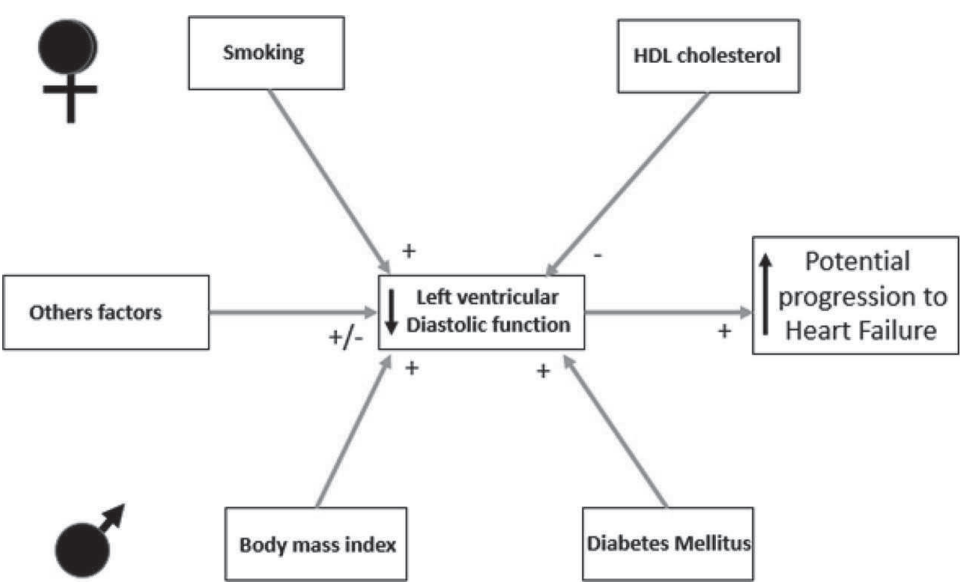 Smoking
HDL cholesterol
+
-
Others factors
+/-
Left ventricular
Diastolic function
+
Potential
progression to
Heart Failure
+
+
Body mass index
Diabetes Mellitus